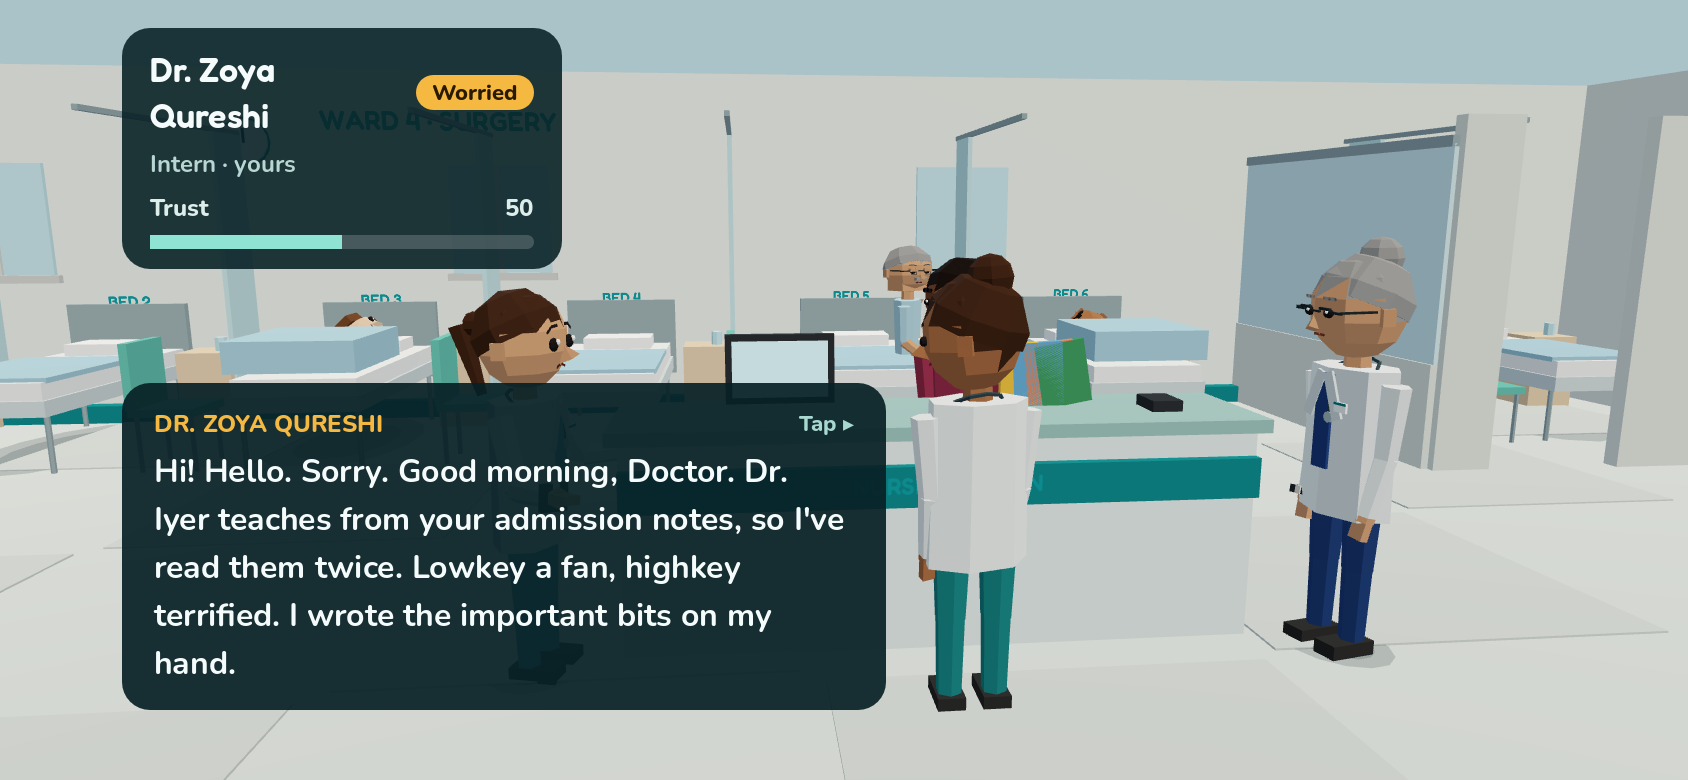 Dr. Zoya
Qureshi
Worried
Intern · yours
Trust
50
WARD 4 · SURGERY
BED 2
BED 3
BED 4
BED 5
BED 6
DR. ZOYA QURESHI
Tap ▸
Hi! Hello. Sorry. Good morning, Doctor. Dr.
Iyer teaches from your admission notes, so I've
read them twice. Lowkey a fan, highkey
terrified. I wrote the important bits on my
hand.